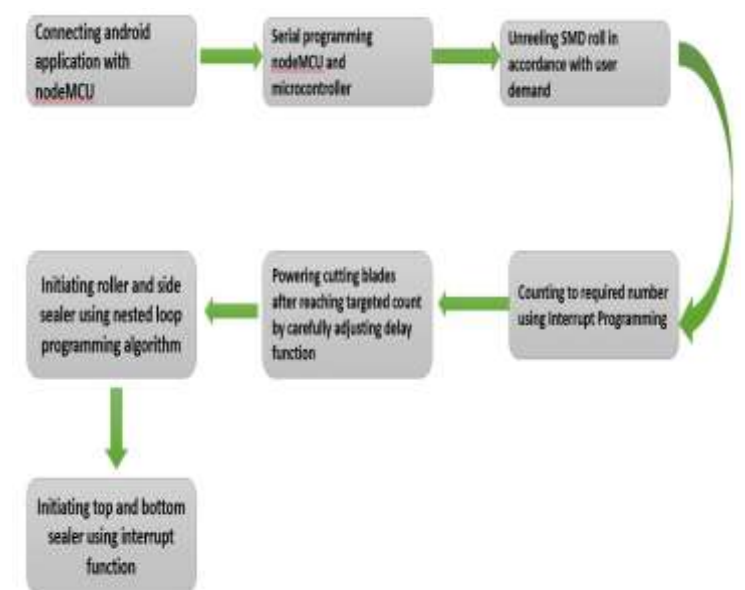 Connecting android
application with
nodeMCU
Serial programming
nodeMCU and
microcontroller
Unreeling SMD roll in
accordance with user
demand
Counting to required number
using Interrupt Programming
Powering cutting blades
after reaching targeted count
by carefully adjusting delay
function
Initiating roller and side
sealer using nested loop
programming algorithm
Initiating top and bottom
sealer using interrupt
function